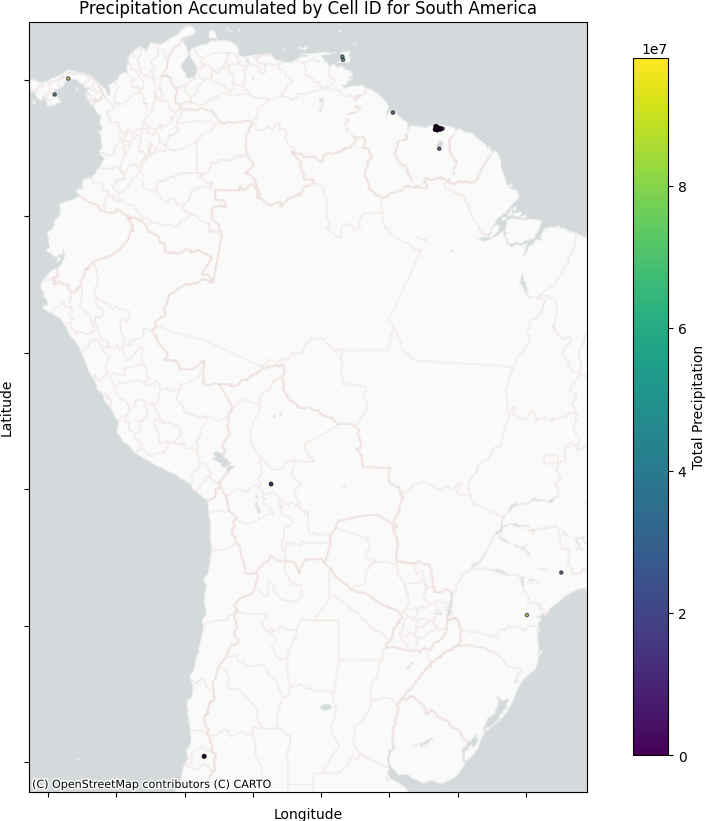 Precipitation Accumulated by Cell ID for South America
1e7
8
6
4
2
0
Total Precipitation
Latitude
(C) OpenStreetMap contributors (C) CARTO
Longitude